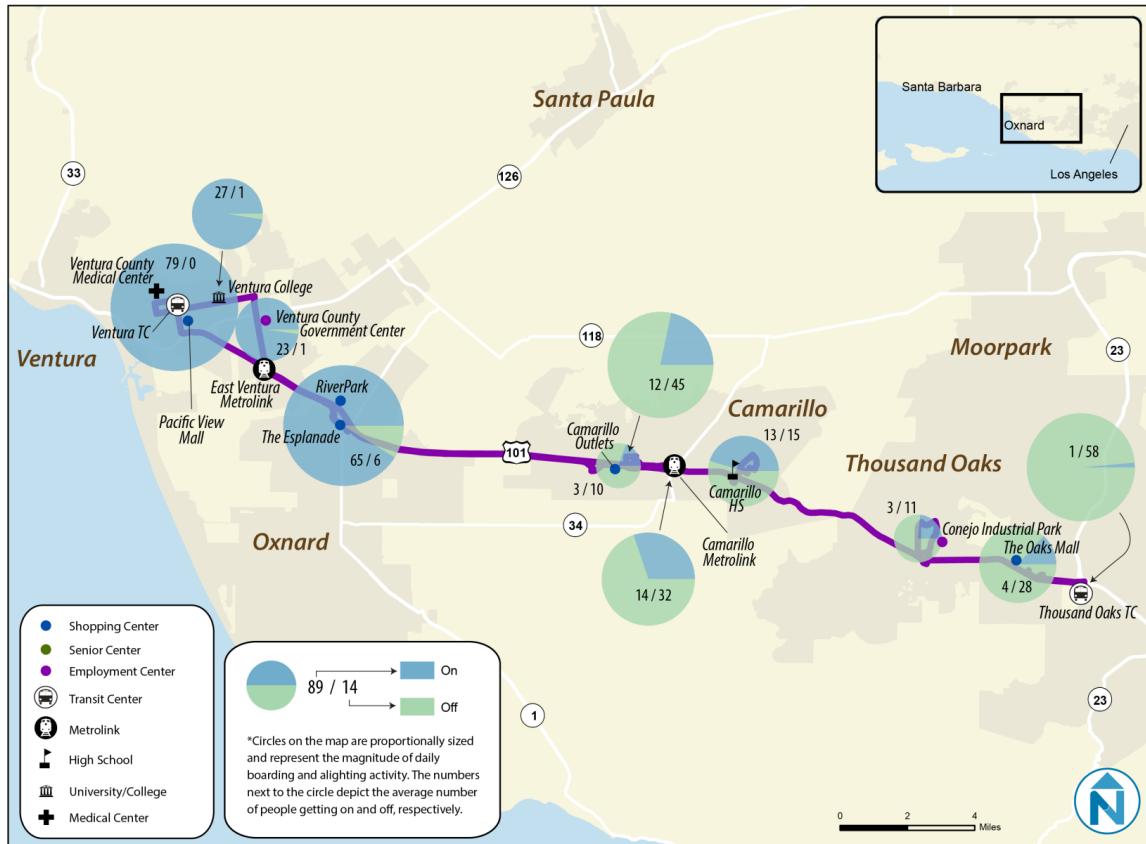 Santa Paula
Santa Barbara
Oxnard
Los Angeles
33
126
27 / 1
79 / 0
Ventura County
Medical Center
Ventura College
Ventura TC
Ventura County
Government Center
23 / 1
Ventura
East Ventura
Metrolink
Pacific View
Mall
RiverPark
The Esplanade
65 / 6
118
23
Moorpark
12 / 45
Camarillo
Camarillo
Outlets
13 / 15
101
3 / 10
Camarillo
HS
Thousand Oaks
1 / 58
3 / 11
Conejo Industrial Park
The Oaks Mall
4 / 28
Thousand Oaks TC
34
Oxnard
Camarillo
Metrolink
14 / 32
1
23
Shopping Center
Senior Center
Employment Center
Transit Center
Metrolink
High School
University/College
Medical Center
89 / 14
On
Off
*Circles on the map are proportionally sized
and represent the magnitude of daily
boarding and alighting activity. The numbers
next to the circle depict the average number
of people getting on and off, respectively.
0 2 4
Miles
N